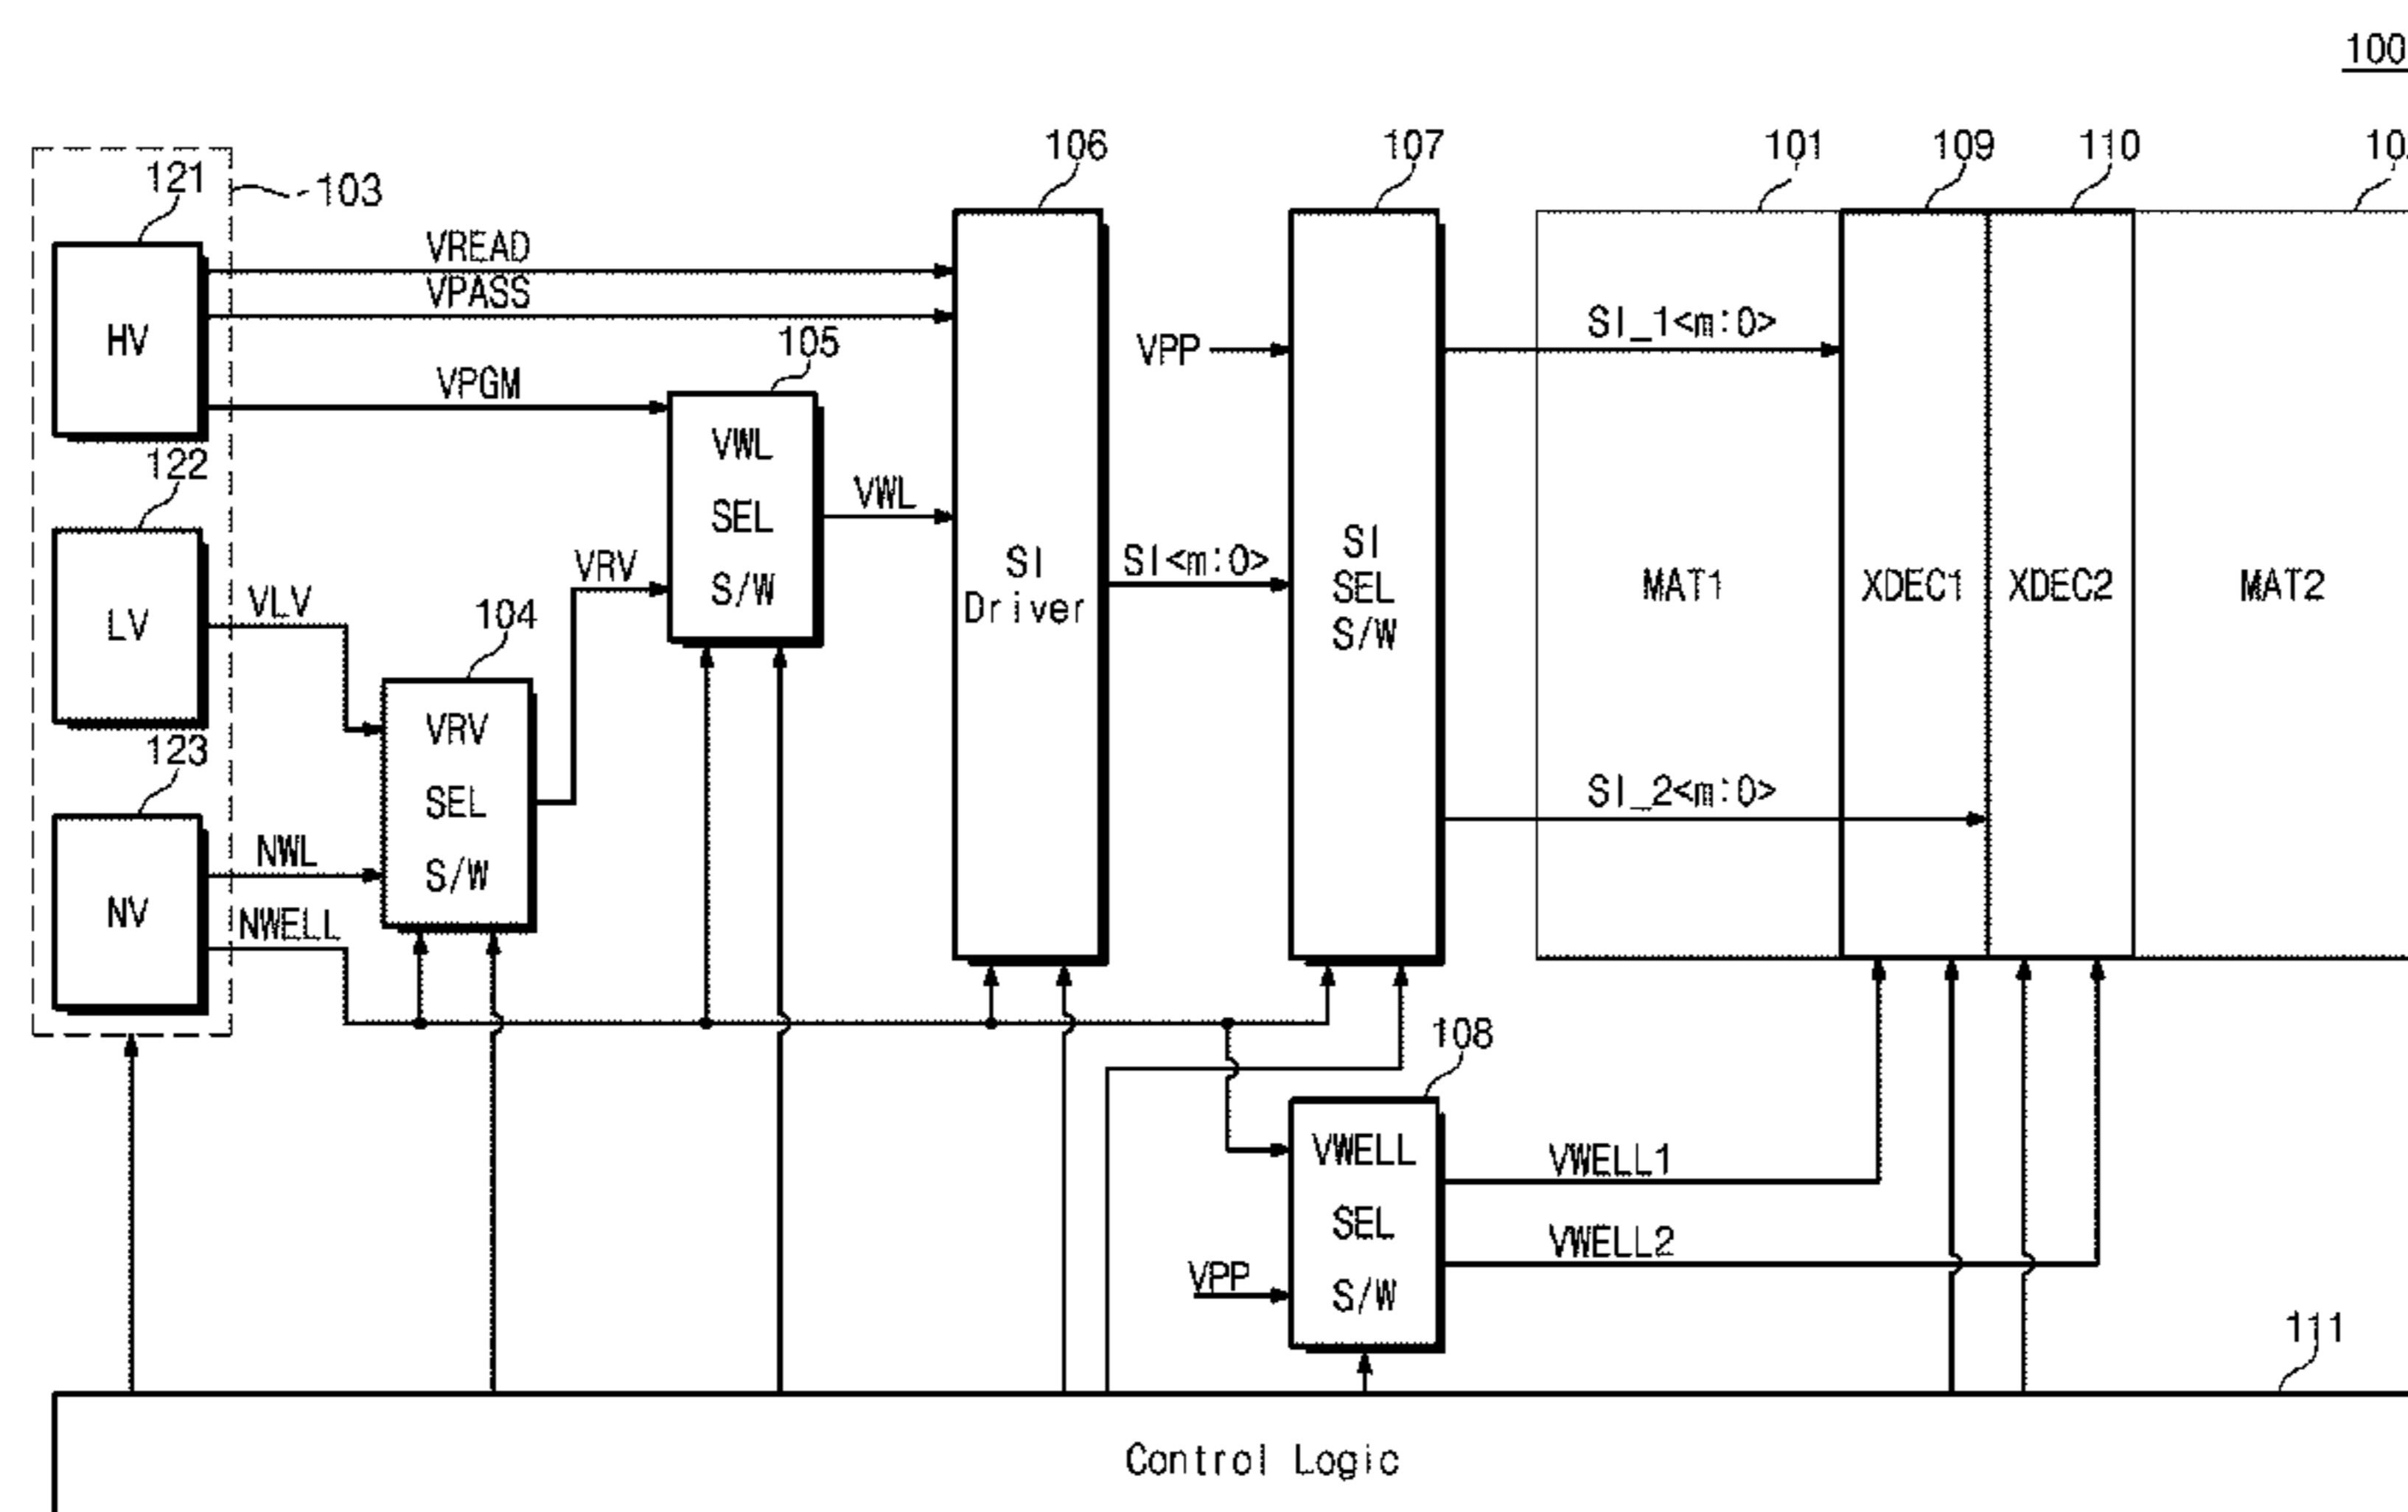 100
106
107
101
109
110
121
103
VREAD
VPASS
HV
105
VPP
SI_1<m:0>
VPGM
VWL
SEL
S/W
122
VWL
VRV
SI<m:0>
SI
Driver
SI
SEL
S/W
MAT1
XDEC1
XDEC2
MAT2
LV
VLV
104
VRV
SEL
S/W
123
SI_2<m:0>
NWL
NV
NWELL
108
VWELL
SEL
S/W
VWELL1
VWELL2
VPP
111
Control Logic